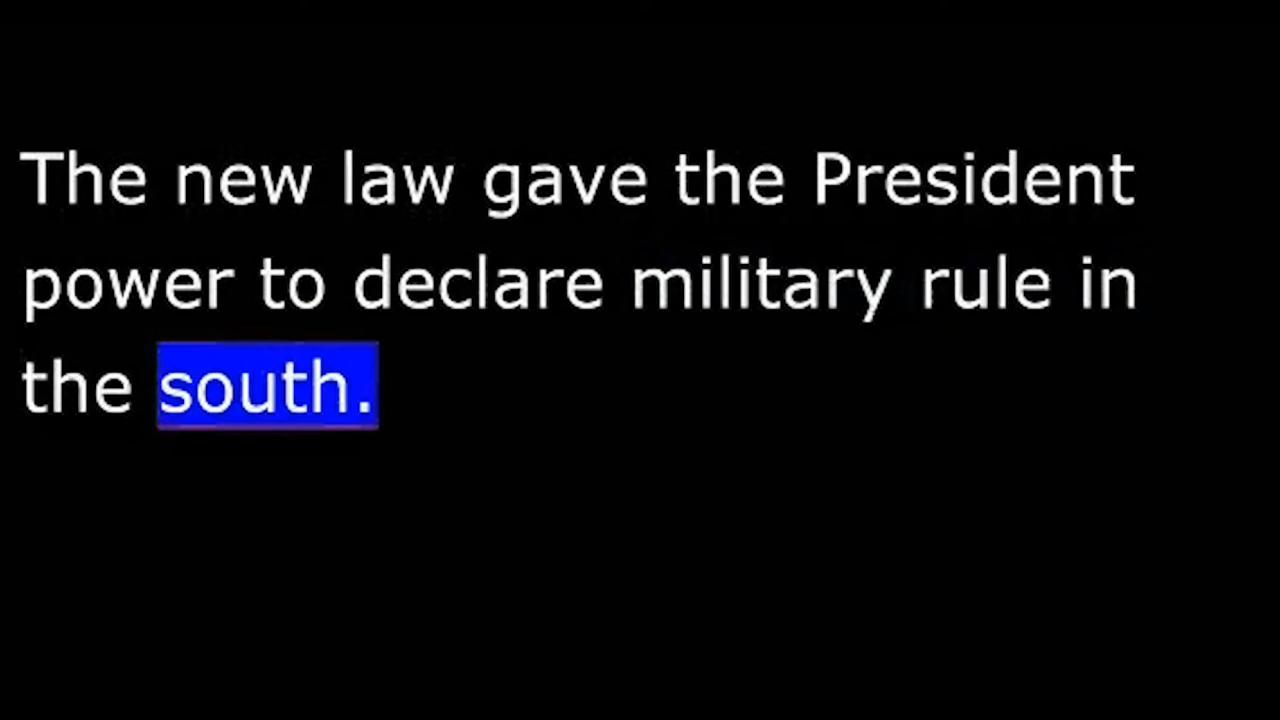 The new law gave the President
power to declare military rule in
the south.